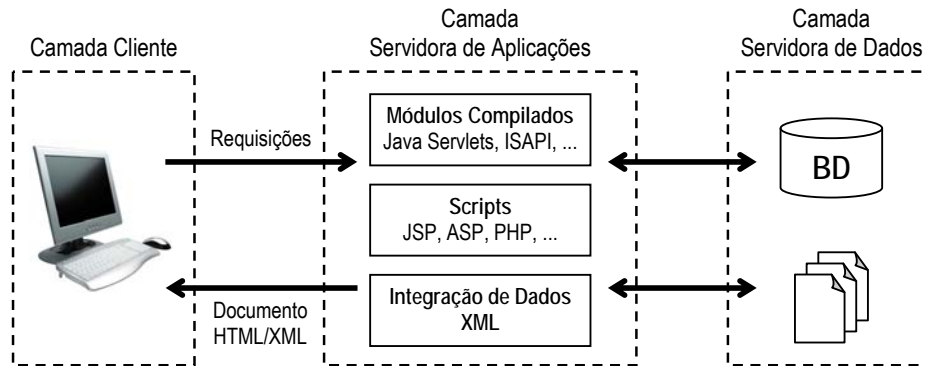 Camada Cliente
Camada
Servidora de Aplicações
Camada
Servidora de Dados
Requisições
Documento
HTML/XML
Módulos Compilados
Java Servlets, ISAPI, ...
Scripts
JSP, ASP, PHP, ...
Integração de Dados
XML
BD